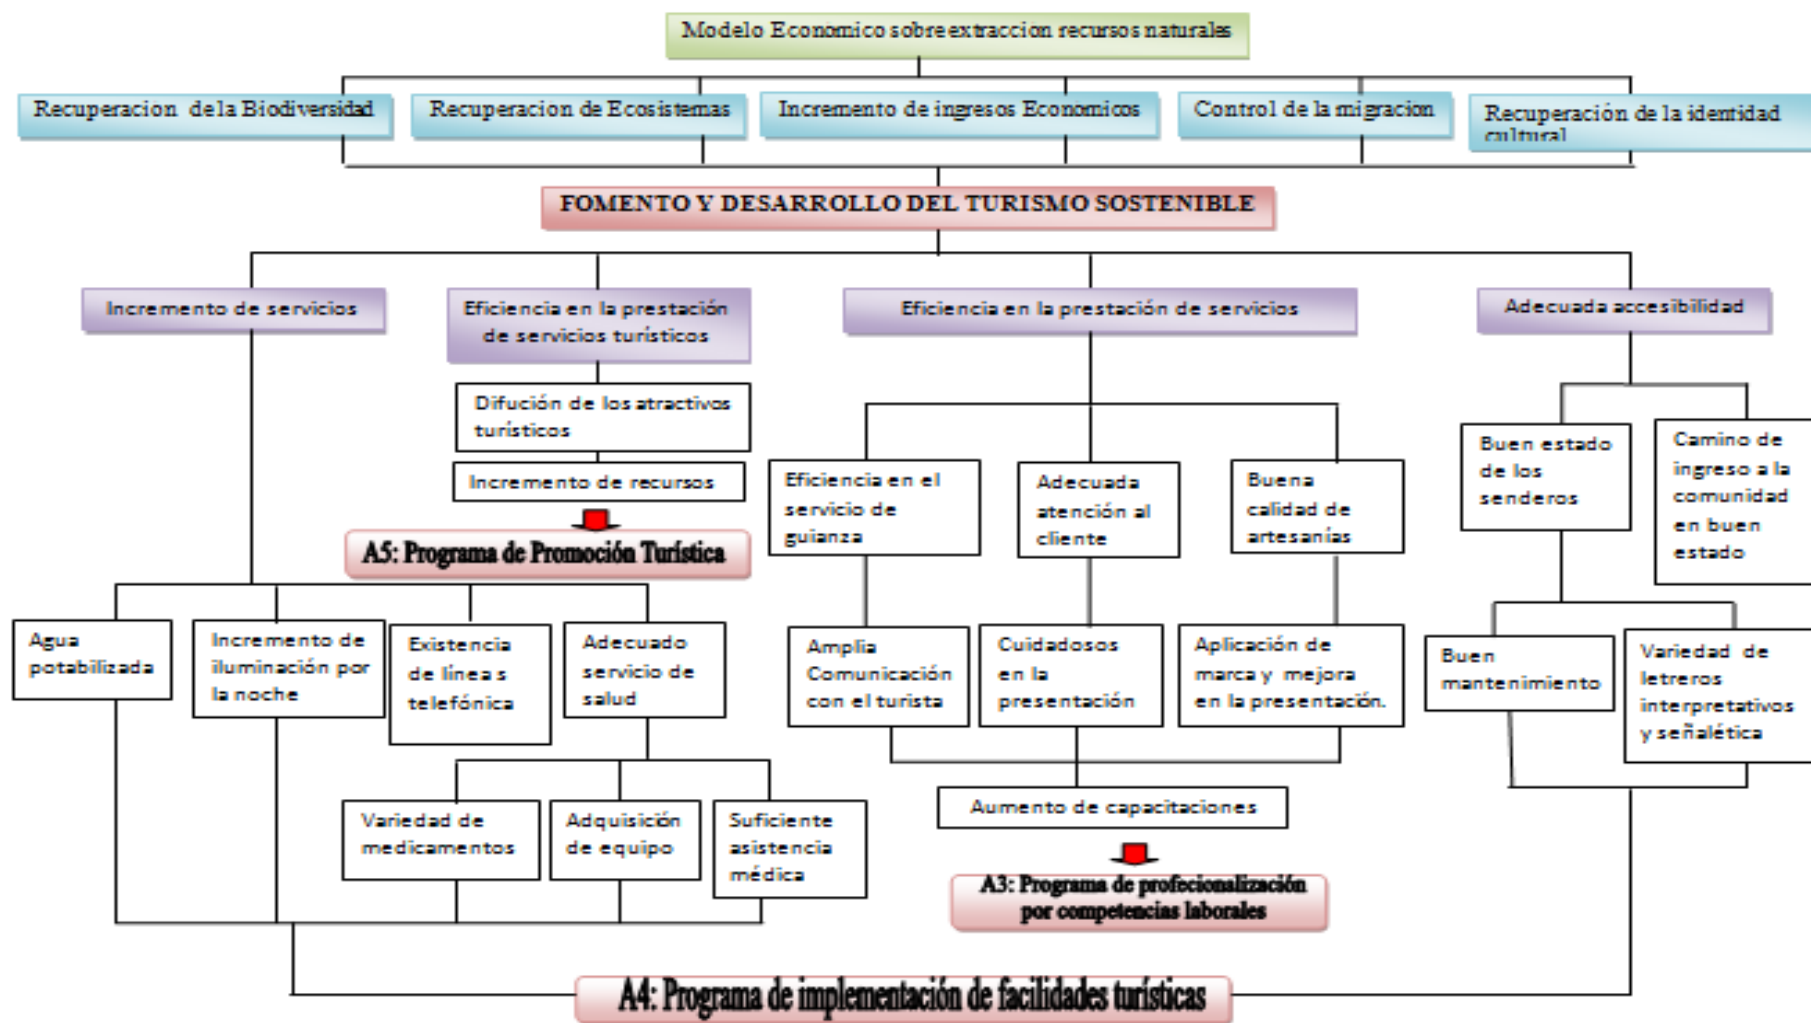 Modelo Económico sobre extracción recursos naturales
Recuperación de la Biodiversidad
Recuperación de Ecosistemas
Incremento de ingresos Económicos
Control de la migración
Recuperación de la identidad
cultural
FOMENTO Y DESARROLLO DEL TURISMO SOSTENIBLE
Incremento de servicios
Eficiencia en la prestación
de servicios turísticos
Eficiencia en la prestación de servicios
Adecuada accesibilidad
Difución de los atractivos
turísticos
Incremento de recursos
A5: Programa de Promoción Turística
Eficiencia en el
servicio de
guianza
Adecuada
atención al
cliente
Buena
calidad de
artesanías
Buen estado
de los
senderos
Camino de
ingreso a la
comunidad
en buen
estado
Agua
potabilizada
Incremento de
iluminación por
la noche
Existencia
de línea s
telefónica
Adecuado
servicio de
salud
Amplia
Comunicación
con el turista
Cuidadosos
en la
presentación
Aplicación de
marca y mejora
en la presentación.
Buen
mantenimiento
Variedad de
letreros
interpretativos
y señalética
Variedad de
medicamentos
Adquisición
de equipo
Suficiente
asistencia
médica
Aumento de capacitaciones
A3: Programa de profecionalización
por competencias laborales
A4: Programa de implementación de facilidades turísticas